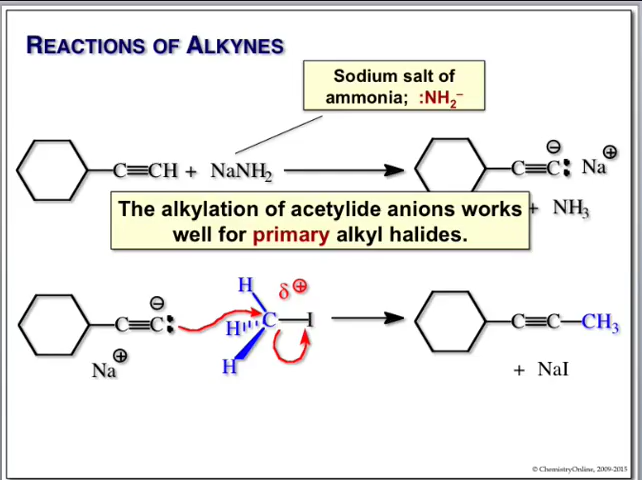 REACTIONS OF ALKYNES
Sodium salt of
ammonia; :NH₂⁻
C≡CH + NaNH₂
C≡C: ⊖ Na ⊕
+ NH₃
The alkylation of acetylide anions works
well for primary alkyl halides.
C≡C: ⊖
Na ⊕
H
H
H
C—I
δ⊕
C≡C—CH₃
+ NaI
© ChemistryOnline, 2009-2015